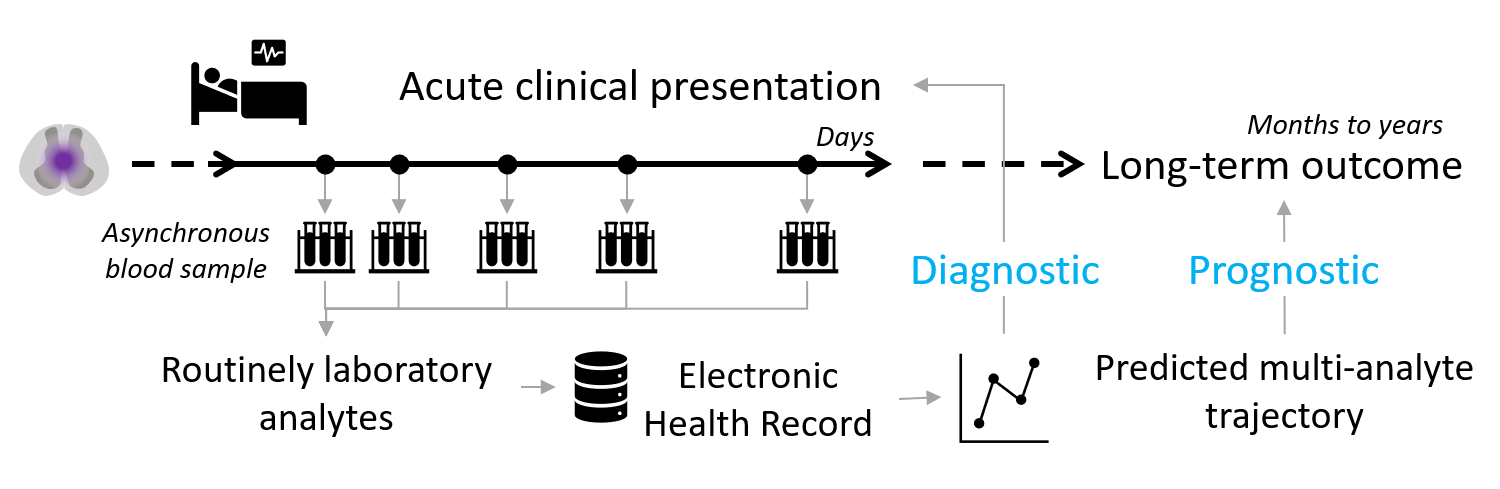 Acute clinical presentation
Days
Months to years
Long-term outcome
Asynchronous
blood sample
Diagnostic
Prognostic
Routinely laboratory
analytes
Electronic
Health Record
Predicted multi-analyte
trajectory